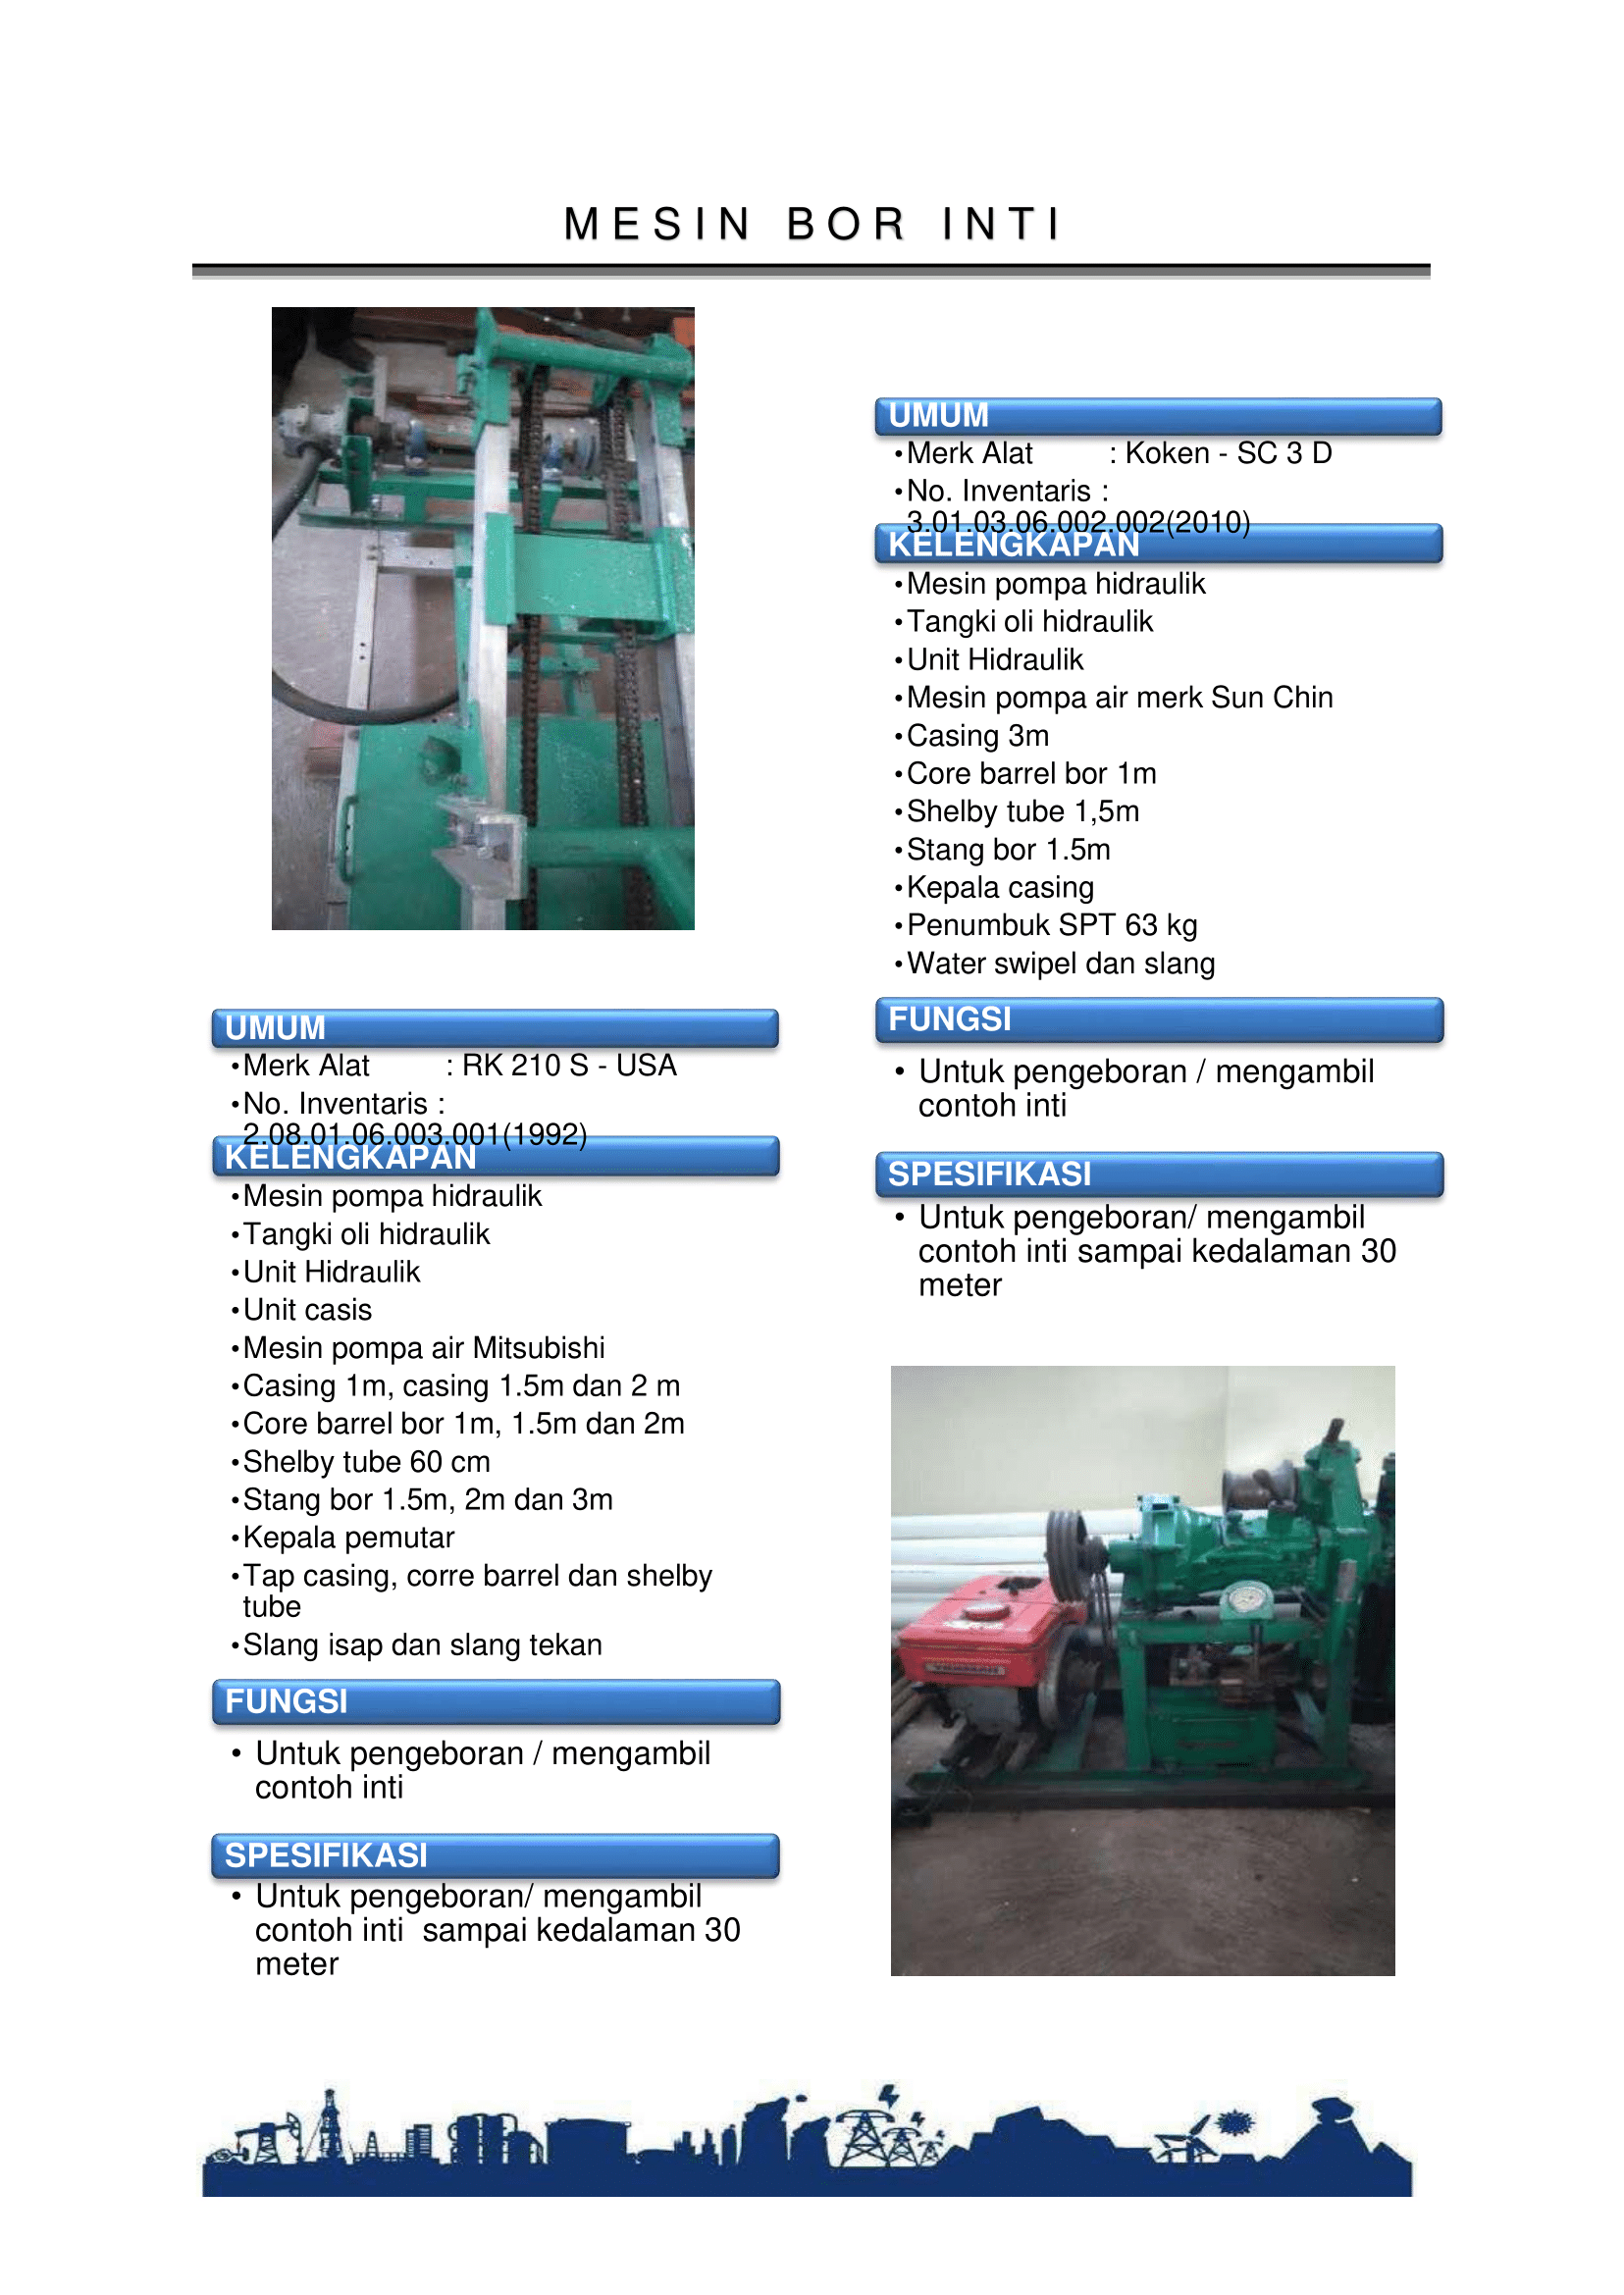 MESIN BOR INTI
UMUM
•Merk Alat : RK 210 S - USA
•No. Inventaris :
2.08.01.06.003.001(1992)
KELENGKAPAN
•Mesin pompa hidraulik
•Tangki oli hidraulik
•Unit Hidraulik
•Unit casis
•Mesin pompa air Mitsubishi
•Casing 1m, casing 1.5m dan 2 m
•Core barrel bor 1m, 1.5m dan 2m
•Shelby tube 60 cm
•Stang bor 1.5m, 2m dan 3m
•Kepala pemutar
•Tap casing, corre barrel dan shelby
tube
•Slang isap dan slang tekan
FUNGSI
• Untuk pengeboran / mengambil
contoh inti
SPESIFIKASI
• Untuk pengeboran/ mengambil
contoh inti sampai kedalaman 30
meter
UMUM
•Merk Alat : Koken - SC 3 D
•No. Inventaris :
3.01.03.06.002.002(2010)
KELENGKAPAN
•Mesin pompa hidraulik
•Tangki oli hidraulik
•Unit Hidraulik
•Mesin pompa air merk Sun Chin
•Casing 3m
•Core barrel bor 1m
•Shelby tube 1,5m
•Stang bor 1.5m
•Kepala casing
•Penumbuk SPT 63 kg
•Water swipel dan slang
FUNGSI
• Untuk pengeboran / mengambil
contoh inti
SPESIFIKASI
• Untuk pengeboran/ mengambil
contoh inti sampai kedalaman 30
meter